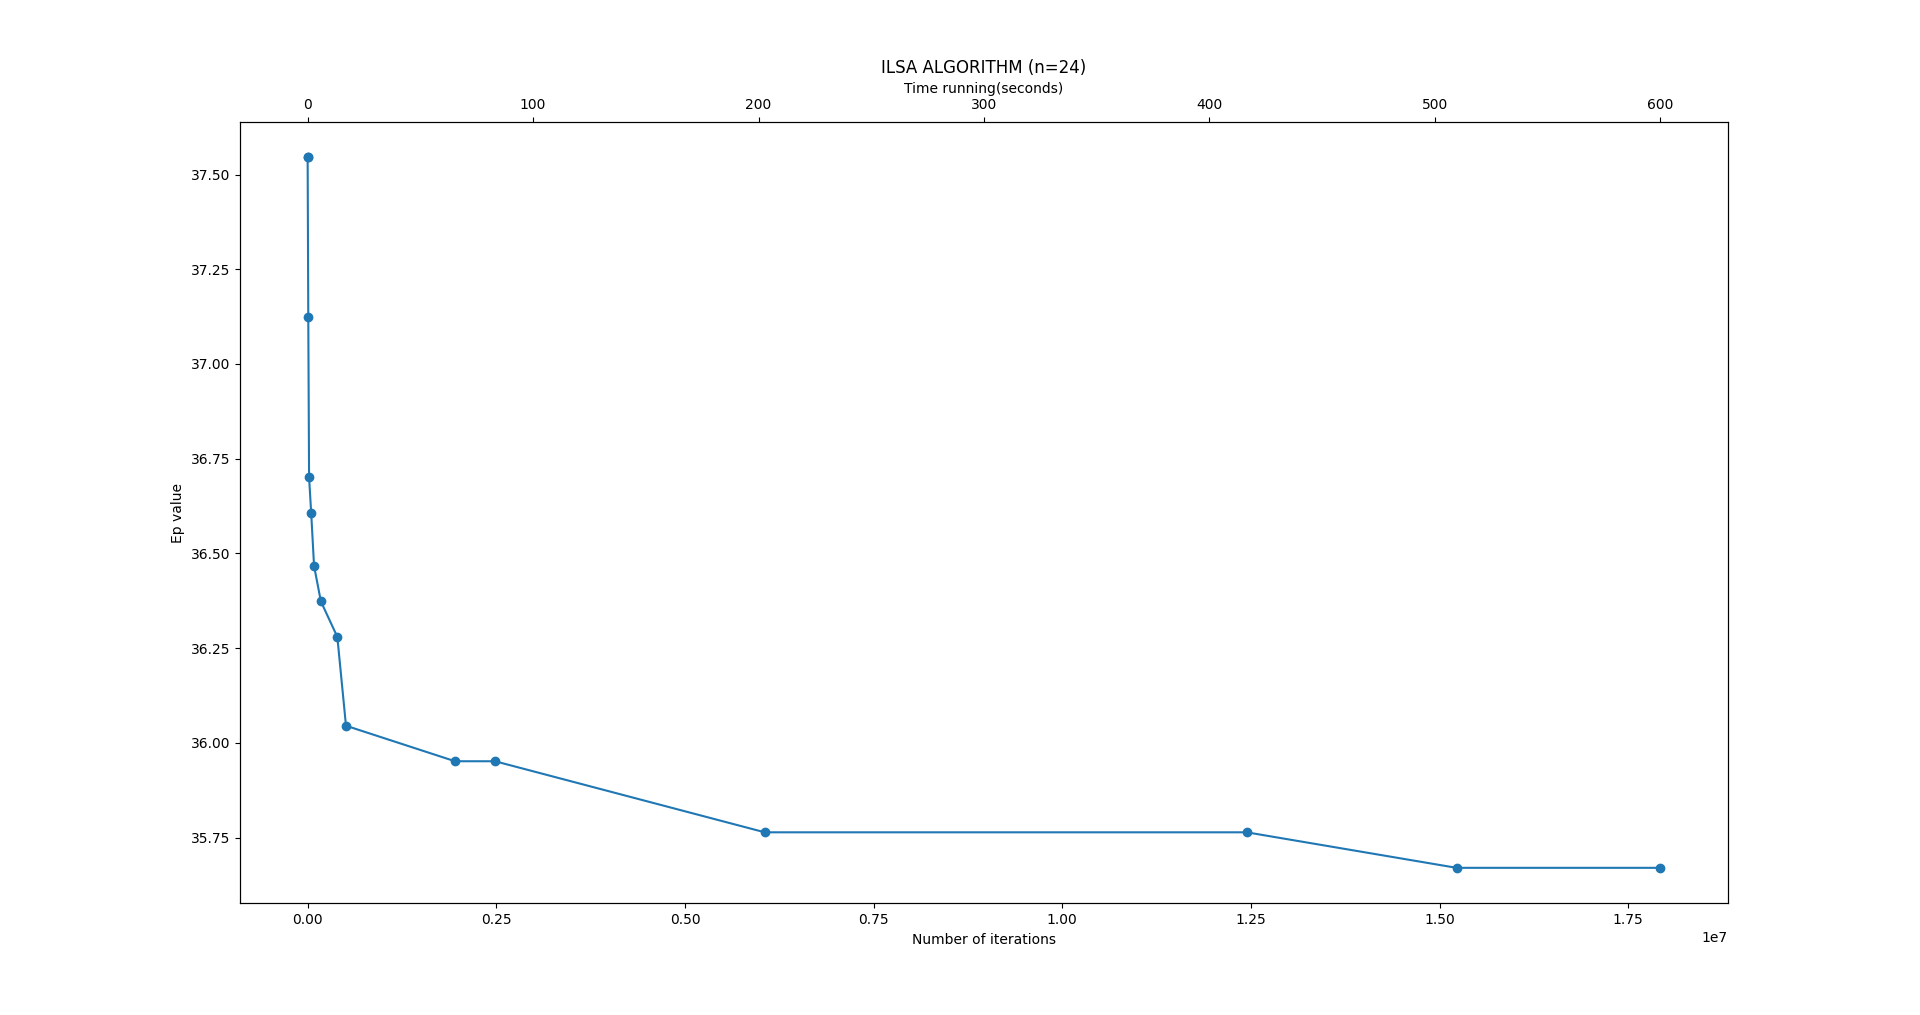 ILSA ALGORITHM (n=24)
Time running(seconds)
0 100 200 300 400 500 600
37.50
37.25
37.00
36.75
36.50
36.25
36.00
35.75
Ep value
0.00 0.25 0.50 0.75 1.00 1.25 1.50 1.75
1e7
Number of iterations